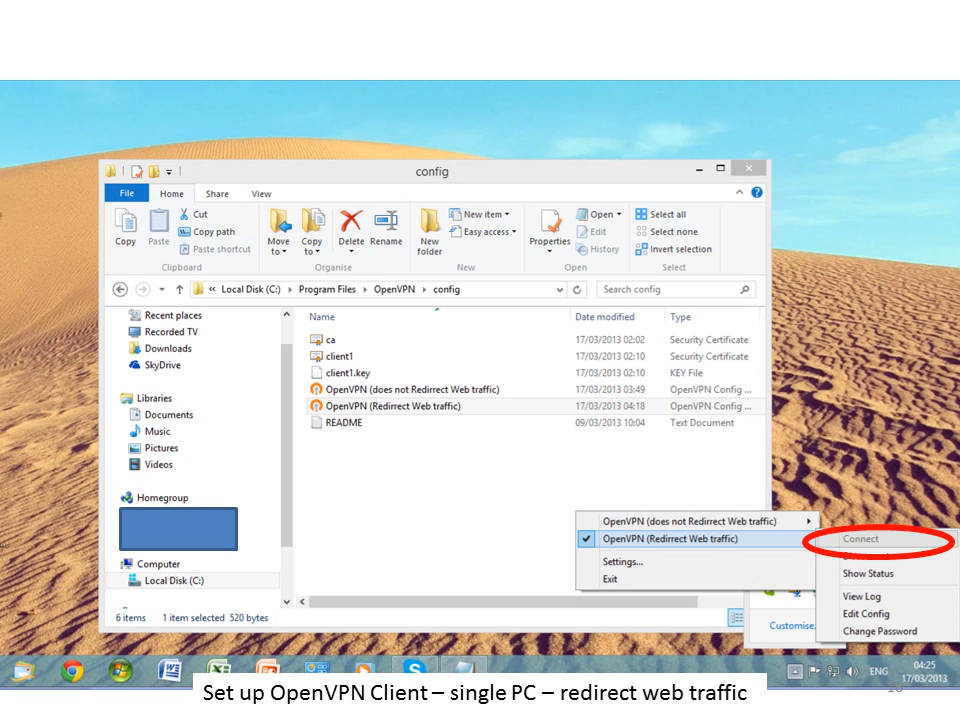 config
File Home Share View
Copy
Paste
Cut
Copy path
Paste shortcut
Clipboard
Move to
Copy to
Delete
Rename
Organise
New folder
New item
Easy access
New
Properties
Open
Edit
History
Open
Select all
Select none
Invert selection
Select
« Local Disk (C:) Program Files OpenVPN config
Search config
Recent places
Recorded TV
Downloads
SkyDrive
Libraries
Documents
Music
Pictures
Videos
Homegroup
Computer
Local Disk (C:)
Name Date modified Type
ca 17/03/2013 02:02 Security Certificate
client1 17/03/2013 02:10 Security Certificate
client1.key 17/03/2013 02:10 KEY File
OpenVPN (does not Redirrect Web traffic) 17/03/2013 03:49 OpenVPN Config ...
OpenVPN (Redirrect Web traffic) 17/03/2013 04:18 OpenVPN Config ...
README 09/03/2013 10:04 Text Document
6 items 1 item selected 520 bytes
OpenVPN (does not Redirrect Web traffic)
OpenVPN (Redirrect Web traffic)
Settings...
Exit
Connect
Show Status
View Log
Edit Config
Change Password
Customise.
ENG
04:25
17/03/2013
Set up OpenVPN Client – single PC – redirect web traffic